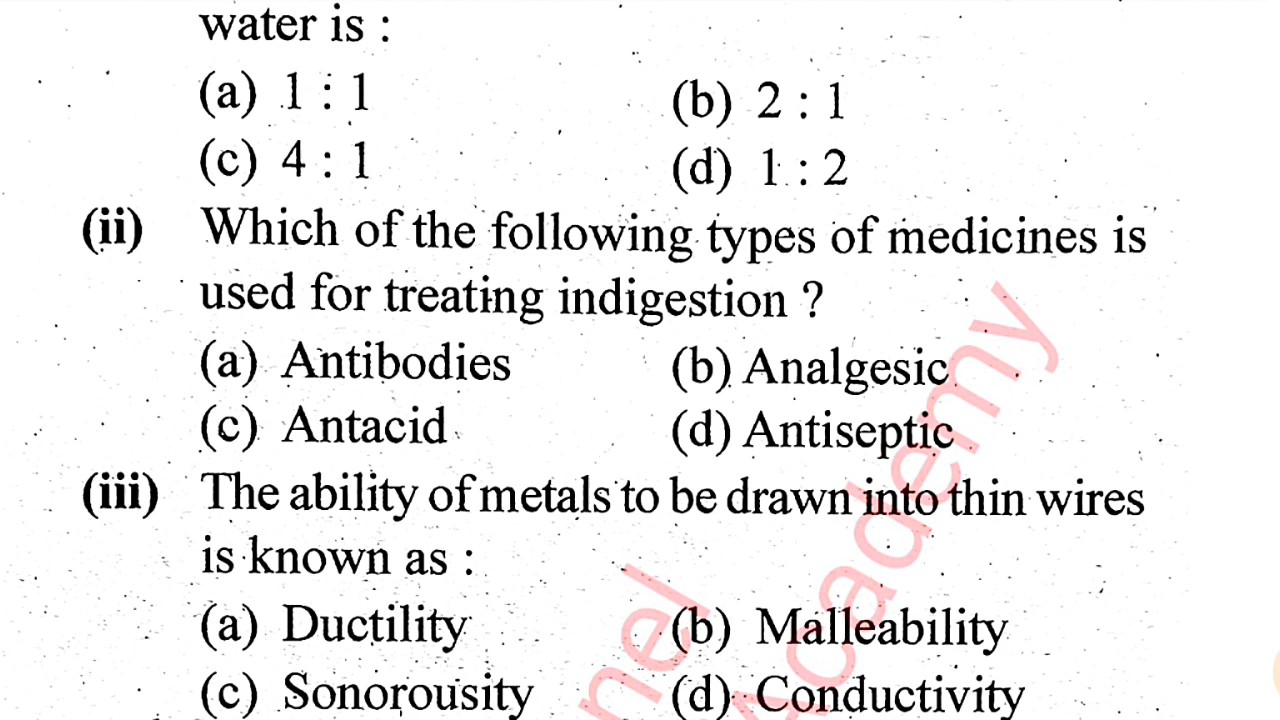 water is :
(a) 1 : 1 (b) 2 : 1
(c) 4 : 1 (d) 1 : 2
(ii) Which of the following types of medicines is
used for treating indigestion ?
(a) Antibodies (b) Analgesic
(c) Antacid (d) Antiseptic
(iii) The ability of metals to be drawn into thin wires
is known as :
(a) Ductility (b) Malleability
(c) Sonorousity (d) Conductivity
nel
Academy